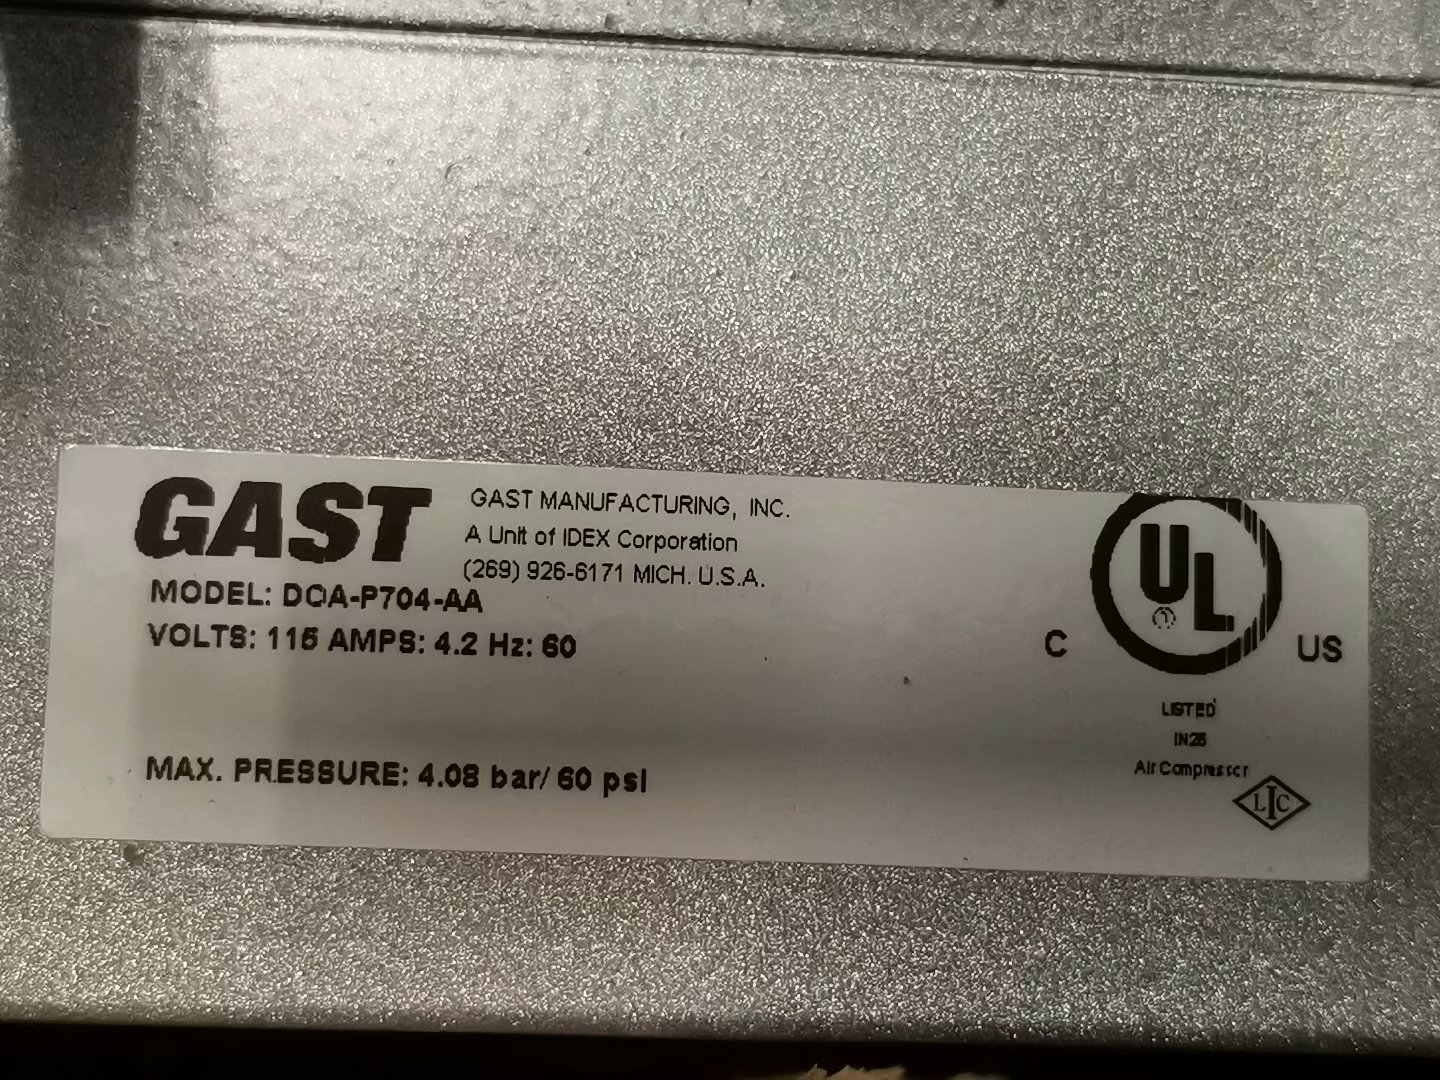 GAST
GAST MANUFACTURING, INC.
A Unit of IDEX Corporation
(269) 926-6171 MICH. U.S.A.
MODEL: DOA-P704-AA
VOLTS: 115 AMPS: 4.2 Hz: 60
MAX. PRESSURE: 4.08 bar/ 60 psi
C UL US
LISTED
Air Compressor
LIC